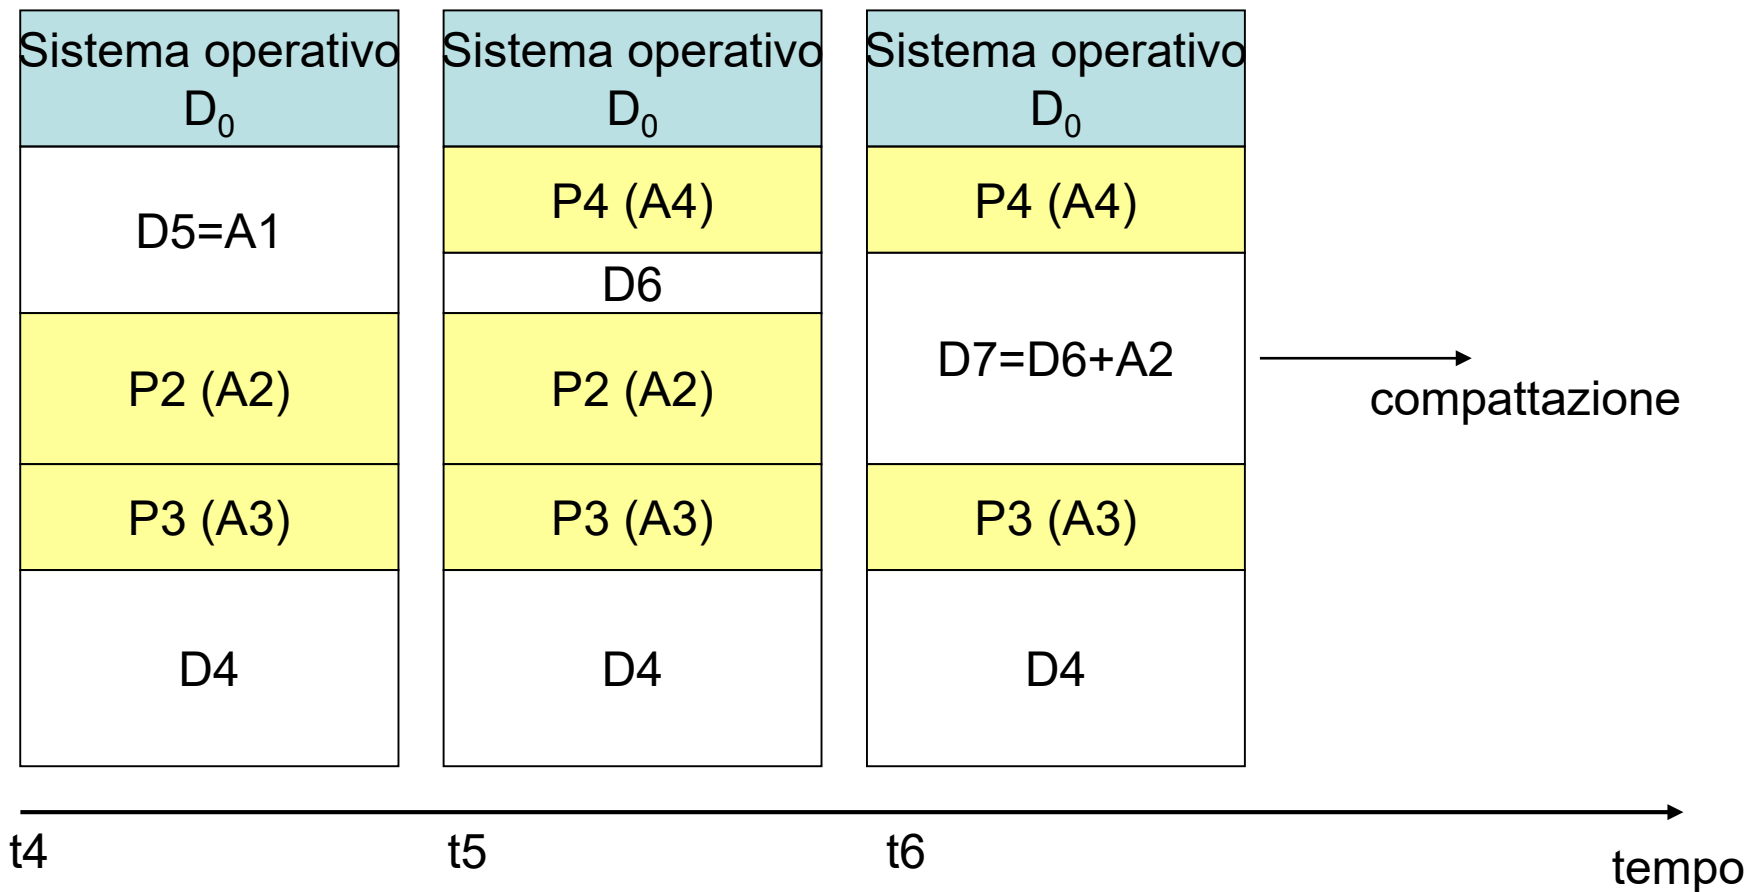 Sistema operativo
D₀
D5=A1
P2 (A2)
P3 (A3)
D4
Sistema operativo
D₀
P4 (A4)
D6
P2 (A2)
P3 (A3)
D4
Sistema operativo
D₀
P4 (A4)
D7=D6+A2
P3 (A3)
D4
compattazione
t4
t5
t6
tempo